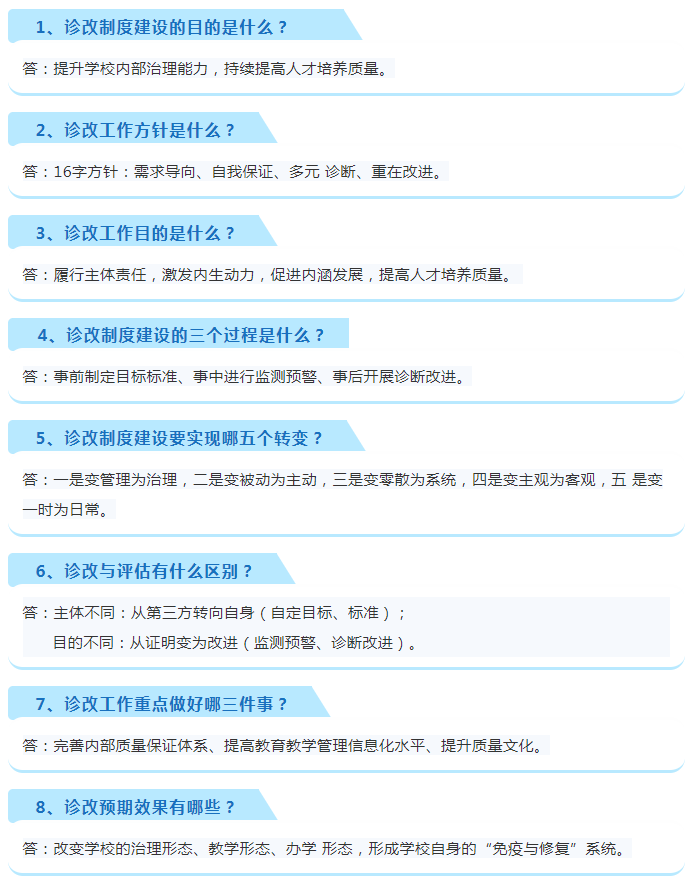 1、诊改制度建设的目的是什么？
答：提升学校内部治理能力，持续提高人才培养质量。
2、诊改工作方针是什么？
答：16字方针：需求导向、自我保证、多元 诊断、重在改进。
3、诊改工作目的是什么？
答：履行主体责任，激发内生动力，促进内涵发展，提高人才培养质量。
4、诊改制度建设的三个过程是什么？
答：事前制定目标标准、事中进行监测预警、事后开展诊断改进。
5、诊改制度建设要实现哪五个转变？
答：一是变管理为治理，二是变被动为主动，三是变零散为系统，四是变主观为客观，五 是变
一时为日常。
6、诊改与评估有什么区别？
答：主体不同：从第三方转向自身（自定目标、标准）；
目的不同：从证明变为改进（监测预警、诊断改进）。
7、诊改工作重点做好哪三件事？
答：完善内部质量保证体系、提高教育教学管理信息化水平、提升质量文化。
8、诊改预期效果有哪些？
答：改变学校的治理形态、教学形态、办学 形态，形成学校自身的“免疫与修复”系统。